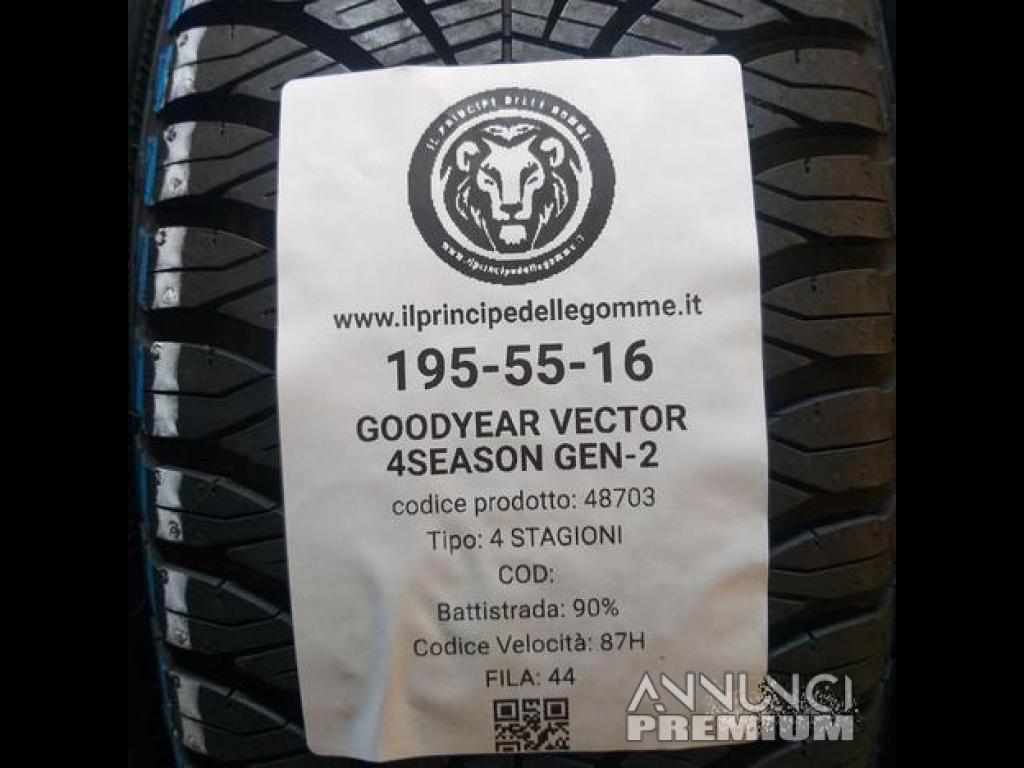 IL PRINCIPE DELLE GOMME
www.ilprincipedellegomme.it
www.ilprincipedellegomme.it
195-55-16
GOODYEAR VECTOR
4SEASON GEN-2
codice prodotto: 48703
Tipo: 4 STAGIONI
COD:
Battistrada: 90%
Codice Velocità: 87H
FILA: 44
ANNUNCI
PREMIUM